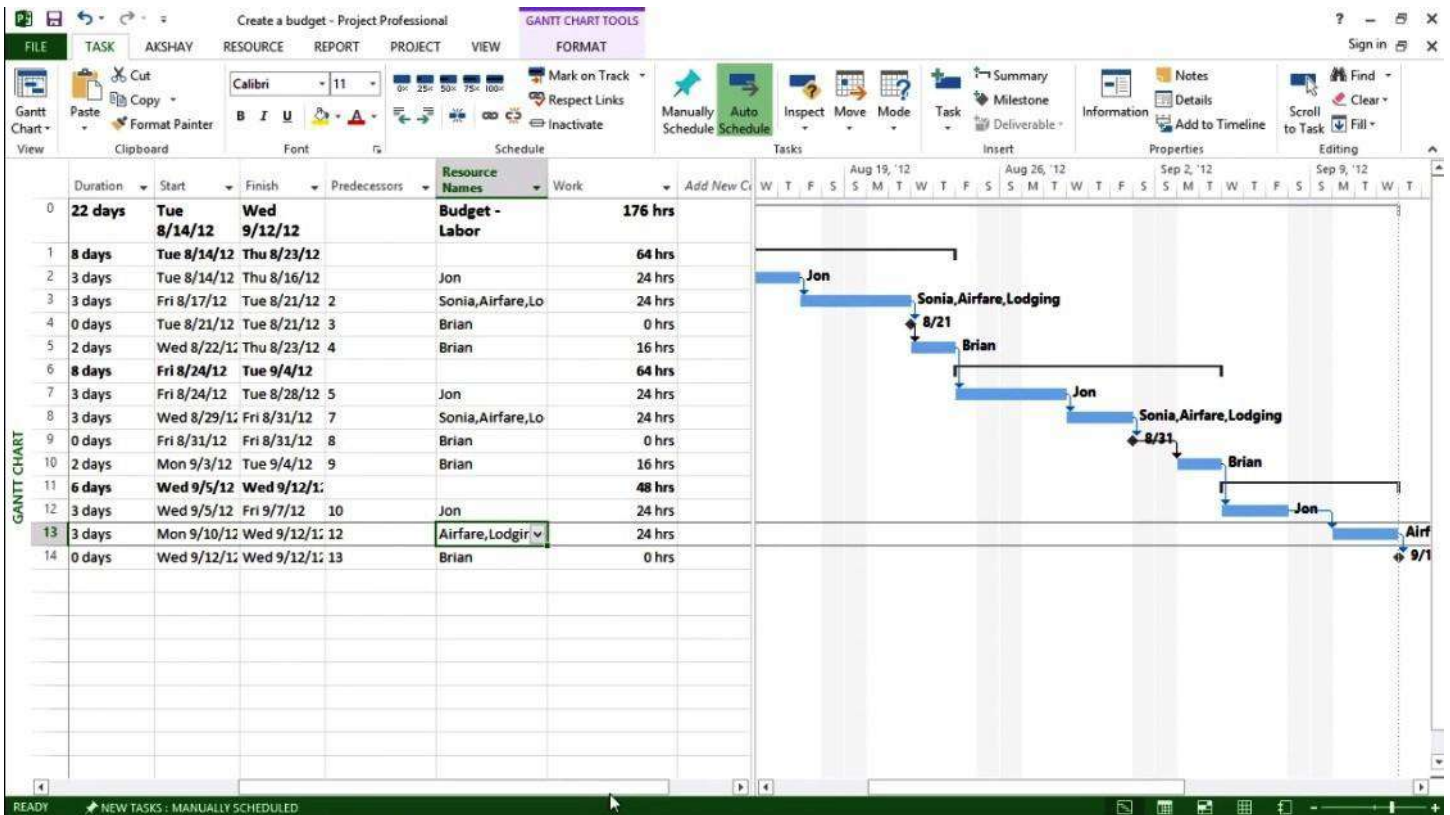 Create a budget - Project Professional
GANTT CHART TOOLS
?
FILE TASK AKSHAY RESOURCE REPORT PROJECT VIEW FORMAT
Sign in
Gantt Chart
View
Paste
Cut
Copy
Format Painter
Clipboard
Calibri 11
B I U A
Font
0% 25% 50% 75% 100%
Mark on Track
Respect Links
Inactivate
Schedule
Manually Schedule
Auto Schedule
Inspect
Move
Mode
Tasks
Task
Summary
Milestone
Deliverable
Insert
Information
Notes
Details
Add to Timeline
Properties
Scroll to Task
Find
Clear
Fill
Editing
Duration Start Finish Predecessors Resource Names Work Add New C
0 22 days Tue 8/14/12 Wed 9/12/12 Budget - Labor 176 hrs
1 8 days Tue 8/14/12 Thu 8/23/12 64 hrs
2 3 days Tue 8/14/12 Thu 8/16/12 Jon 24 hrs
3 3 days Fri 8/17/12 Tue 8/21/12 2 Sonia,Airfare,Lo 24 hrs
4 0 days Tue 8/21/12 Tue 8/21/12 3 Brian 0 hrs
5 2 days Wed 8/22/12 Thu 8/23/12 4 Brian 16 hrs
6 8 days Fri 8/24/12 Tue 9/4/12 64 hrs
7 3 days Fri 8/24/12 Tue 8/28/12 5 Jon 24 hrs
8 3 days Wed 8/29/12 Fri 8/31/12 7 Sonia,Airfare,Lo 24 hrs
9 0 days Fri 8/31/12 Fri 8/31/12 8 Brian 0 hrs
10 2 days Mon 9/3/12 Tue 9/4/12 9 Brian 16 hrs
11 6 days Wed 9/5/12 Wed 9/12/12 48 hrs
12 3 days Wed 9/5/12 Fri 9/7/12 10 Jon 24 hrs
13 3 days Mon 9/10/12 Wed 9/12/12 12 Airfare,Lodgir 24 hrs
14 0 days Wed 9/12/12 Wed 9/12/12 13 Brian 0 hrs
GANTT CHART
Aug 19, '12 Aug 26, '12 Sep 2, '12 Sep 9, '12
W T F S S M T W T F S S M T W T F S S M T W T F S S M T W T
Jon
Sonia,Airfare,Lodging
8/21
Brian
Jon
Sonia,Airfare,Lodging
8/31
Brian
Jon
Airf
9/1
READY NEW TASKS : MANUALLY SCHEDULED